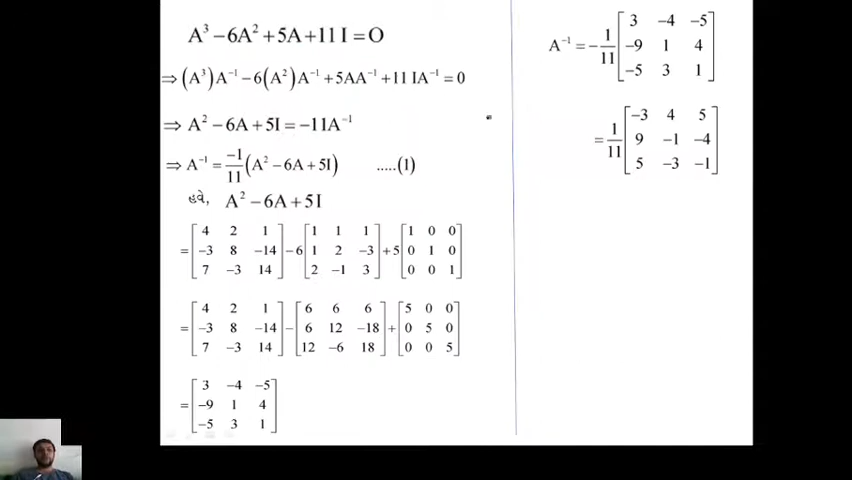 A³ − 6A² + 5A + 11 I = O
⇒ (A³)A⁻¹ − 6(A²)A⁻¹ + 5AA⁻¹ + 11 IA⁻¹ = 0
⇒ A² − 6A + 5I = −11IA⁻¹
⇒ A⁻¹ = −1/11 (A² − 6A + 5I) .....(1)
હવે, A² − 6A + 5I
= [4 2 1; −3 8 −14; 7 −3 14] − 6 [1 1 1; 1 2 −3; 2 −1 3] + 5 [1 0 0; 0 1 0; 0 0 1]
= [4 2 1; −3 8 −14; 7 −3 14] − [6 6 6; 6 12 −18; 12 −6 18] + [5 0 0; 0 5 0; 0 0 5]
= [3 −4 −5; −9 1 4; −5 3 1]
A⁻¹ = − 1/11 [3 −4 −5; −9 1 4; −5 3 1]
= 1/11 [−3 4 5; 9 −1 −4; 5 −3 −1]